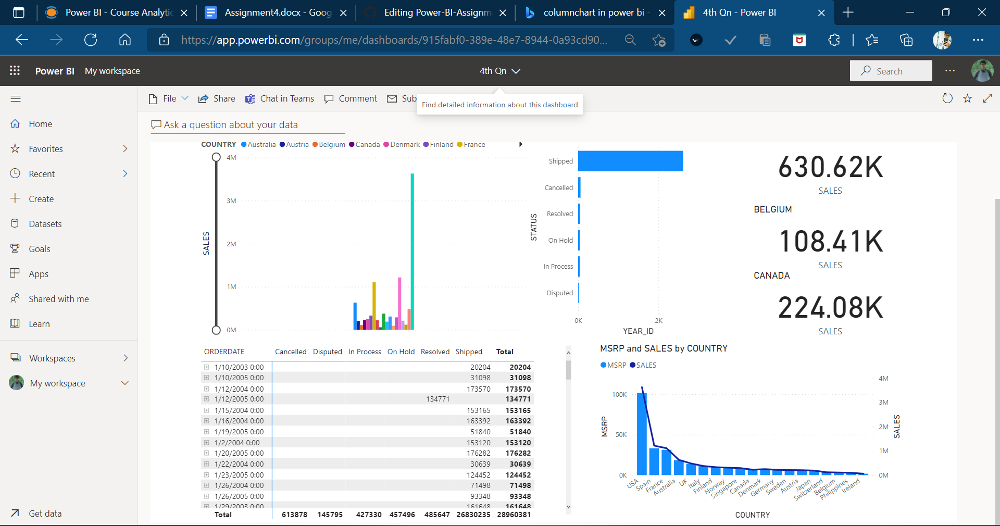 Power BI - Course Analytic
Assignment4.docx - Goog
Editing Power-BI-Assignm
columnchart in power bi -
4th Qn - Power BI
https://app.powerbi.com/groups/me/dashboards/915fabf0-389e-48e7-8944-0a93cd90...
Power BI My workspace
4th Qn
Search
File
Share
Chat in Teams
Comment
Sub
Find detailed information about this dashboard
Home
Favorites
Recent
Create
Datasets
Goals
Apps
Shared with me
Learn
Workspaces
My workspace
Get data
Ask a question about your data
COUNTRY Australia Austria Belgium Canada Denmark Finland France
4M
3M
2M
1M
0M
SALES
Shipped
Cancelled
Resolved
On Hold
In Process
Disputed
STATUS
0K 2K
YEAR_ID
630.62K
SALES
BELGIUM
108.41K
SALES
CANADA
224.08K
SALES
ORDERDATE Cancelled Disputed In Process On Hold Resolved Shipped Total
1/10/2003 0:00 20204 20204
1/10/2005 0:00 31098 31098
1/12/2004 0:00 173570 173570
1/12/2005 0:00 134771 134771
1/15/2004 0:00 153165 153165
1/16/2004 0:00 163392 163392
1/19/2005 0:00 51840 51840
1/2/2004 0:00 153120 153120
1/20/2005 0:00 176282 176282
1/22/2004 0:00 30639 30639
1/23/2005 0:00 124452 124452
1/26/2004 0:00 71498 71498
1/26/2005 0:00 93348 93348
1/29/2003 0:00 161648 161648
Total 613878 145795 427330 457496 485647 26830235 28960381
MSRP and SALES by COUNTRY
MSRP SALES
100K
50K
0K
MSRP
4M
3M
2M
1M
0M
SALES
USA Spain France Australia UK Italy Finland Norway Singapore Canada Denmark Germany Sweden Austria Japan Switzerland Belgium Philippines Ireland
COUNTRY